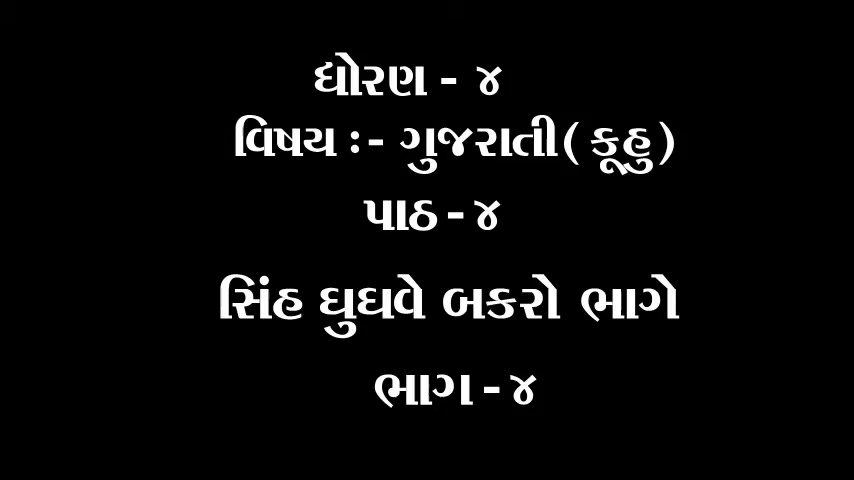 ધોરણ - ૪
વિષય :- ગુજરાતી( કૂહુ)
પાઠ - ૪
સિંહ ઘુઘવે બકરો ભાગે
ભાગ - ૪